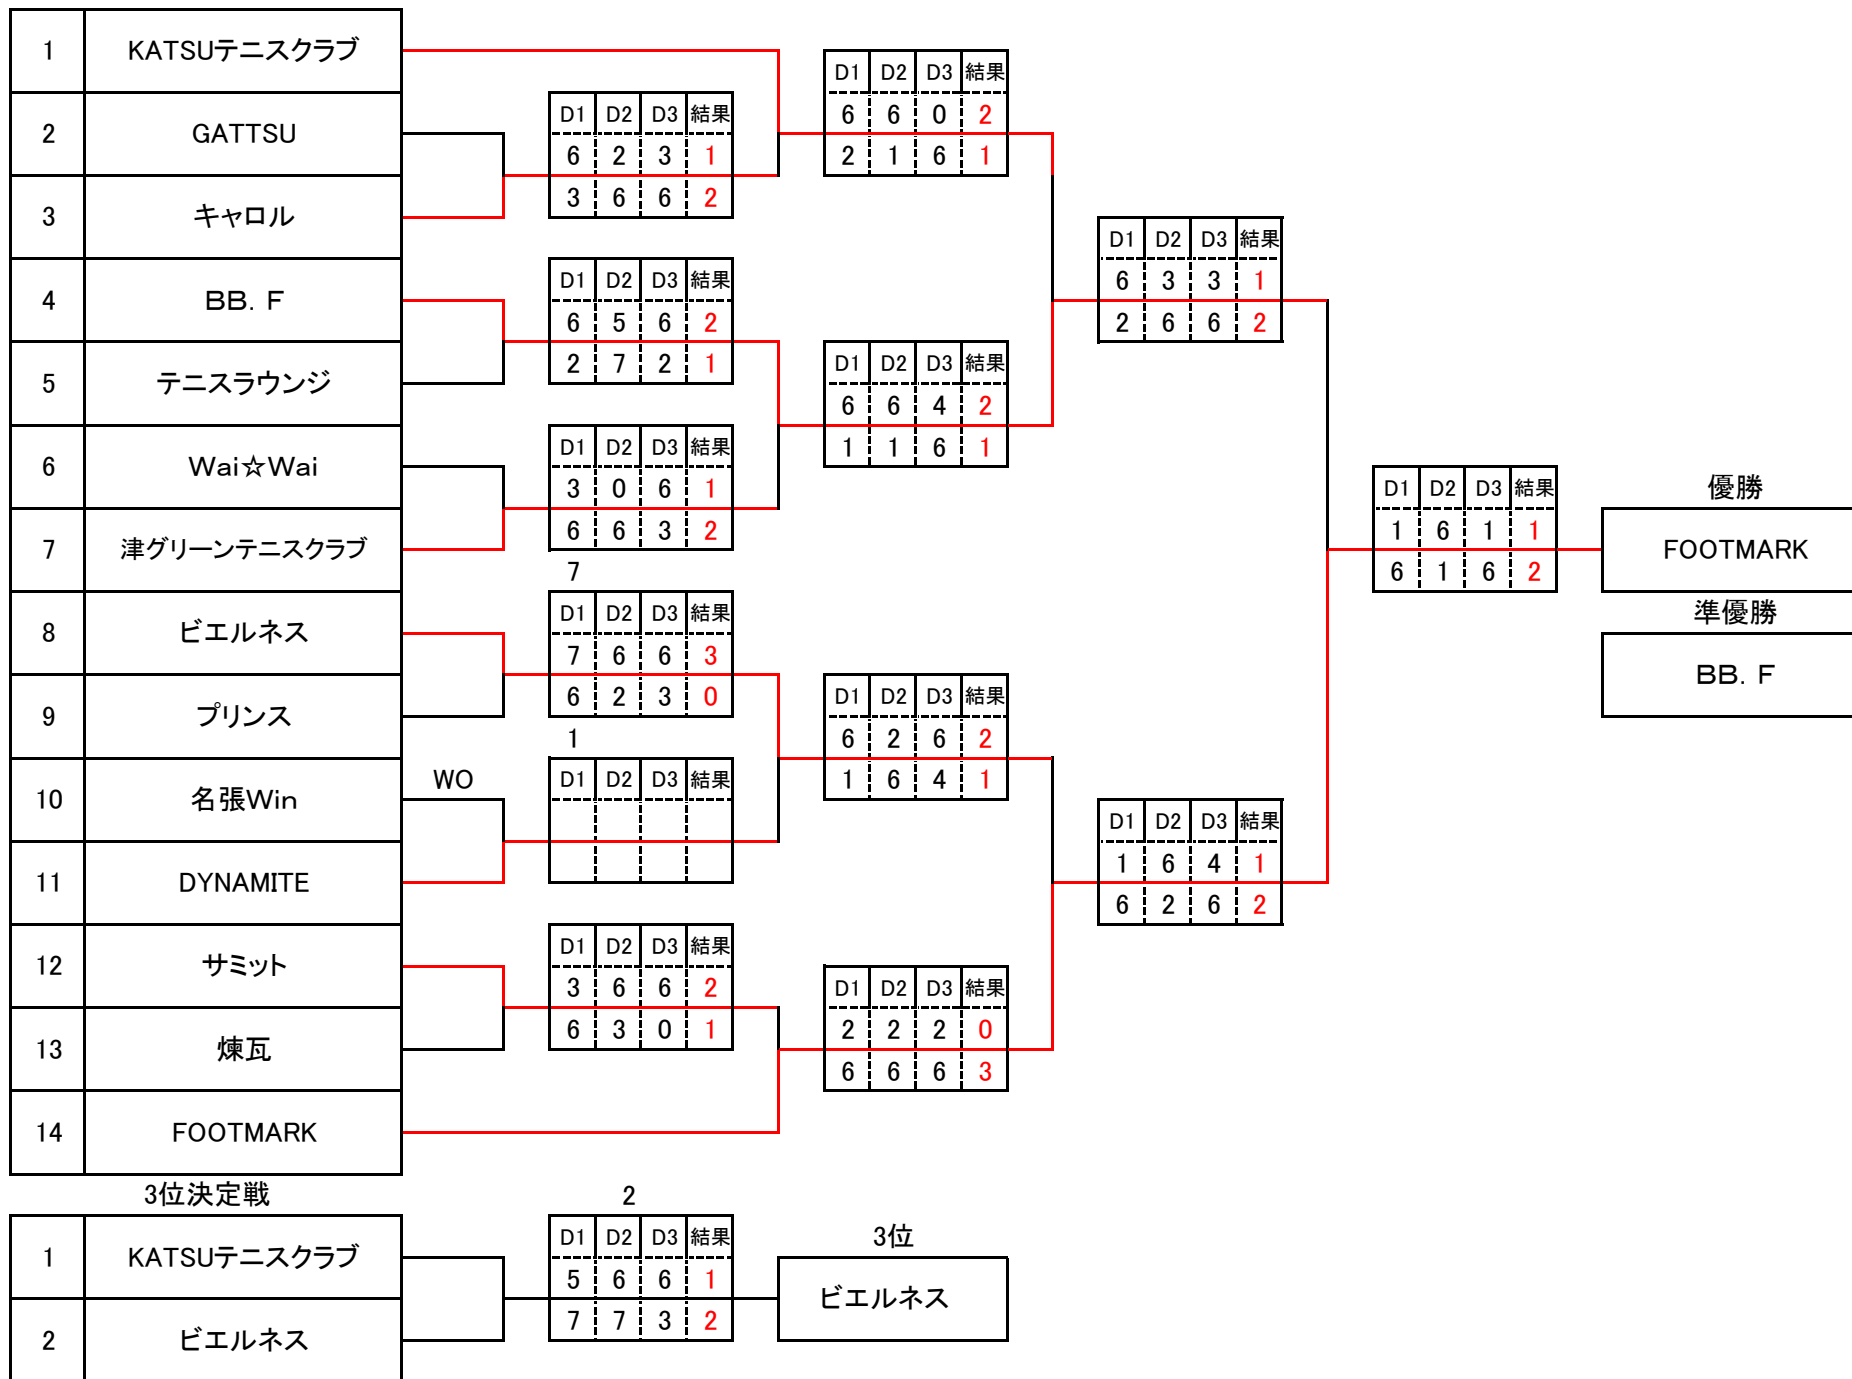 1 KATSUテニスクラブ
D1 D2 D3 結果
6 6 0 2
2 1 6 1
2 GATTSU
D1 D2 D3 結果
6 2 3 1
3 6 6 2
3 キャロル
D1 D2 D3 結果
6 3 3 1
2 6 6 2
4 BB. F
D1 D2 D3 結果
6 5 6 2
2 7 2 1
5 テニスラウンジ
D1 D2 D3 結果
6 6 4 2
1 1 6 1
6 Wai☆Wai
D1 D2 D3 結果
3 0 6 1
6 6 3 2
7 津グリーンテニスクラブ
D1 D2 D3 結果
1 6 1 1
6 1 6 2
優勝
FOOTMARK
準優勝
BB. F
7
8 ビエルネス
D1 D2 D3 結果
7 6 6 3
6 2 3 0
9 プリンス
1
D1 D2 D3 結果
6 2 6 2
1 6 4 1
10 名張Win
WO
D1 D2 D3 結果
11 DYNAMITE
D1 D2 D3 結果
1 6 4 1
6 2 6 2
12 サミット
D1 D2 D3 結果
3 6 6 2
6 3 0 1
13 煉瓦
D1 D2 D3 結果
2 2 2 0
6 6 6 3
14 FOOTMARK
3位決定戦
2
1 KATSUテニスクラブ
D1 D2 D3 結果
5 6 6 1
7 7 3 2
2 ビエルネス
3位
ビエルネス